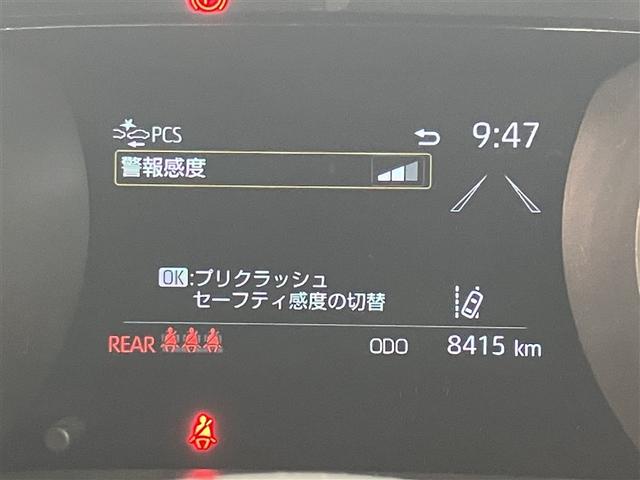 PCS
9:47
警報感度
OK:プリクラッシュ
セーフティ感度の切替
REAR
ODO 8415 km